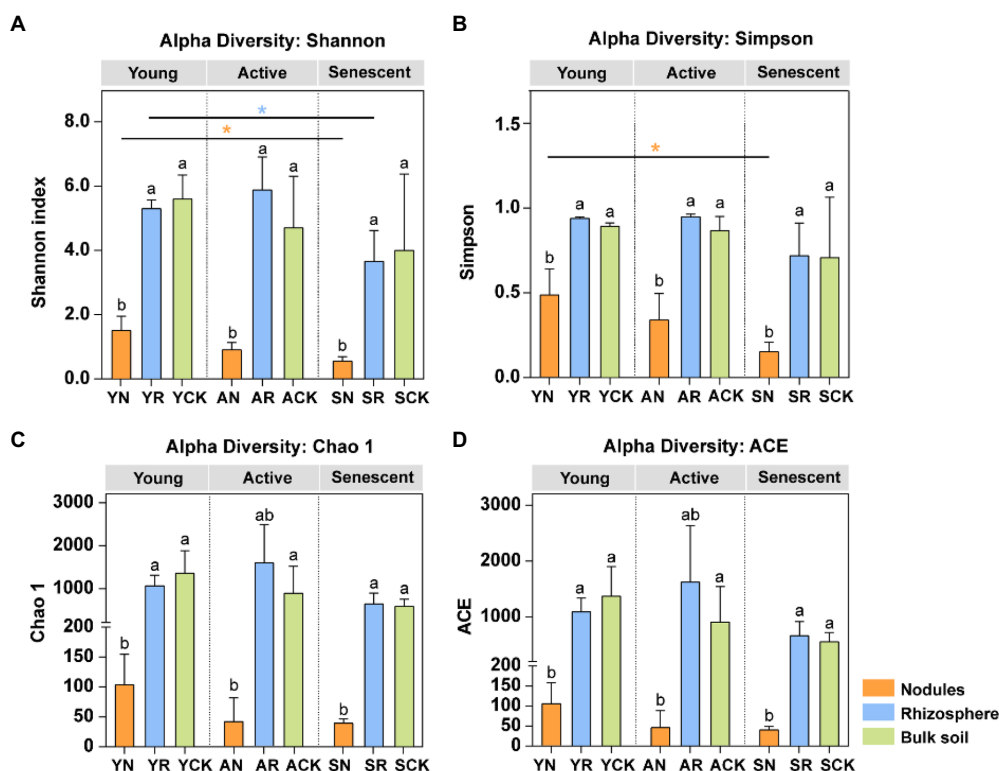 A
Alpha Diversity: Shannon
Young Active Senescent
Shannon index
8.0
6.0
4.0
2.0
0.0
* *
b a a b a a b a a
YN YR YCK AN AR ACK SN SR SCK
B
Alpha Diversity: Simpson
Young Active Senescent
Simpson
1.5
1.0
0.5
0.0
*
b a a b a a b a a
YN YR YCK AN AR ACK SN SR SCK
C
Alpha Diversity: Chao 1
Young Active Senescent
Chao 1
3000
2000
1000
200
150
100
50
0
b a a b ab a b a a
YN YR YCK AN AR ACK SN SR SCK
D
Alpha Diversity: ACE
Young Active Senescent
ACE
3000
2000
1000
200
150
100
50
0
b a a b ab a b a a
YN YR YCK AN AR ACK SN SR SCK
Nodules
Rhizosphere
Bulk soil